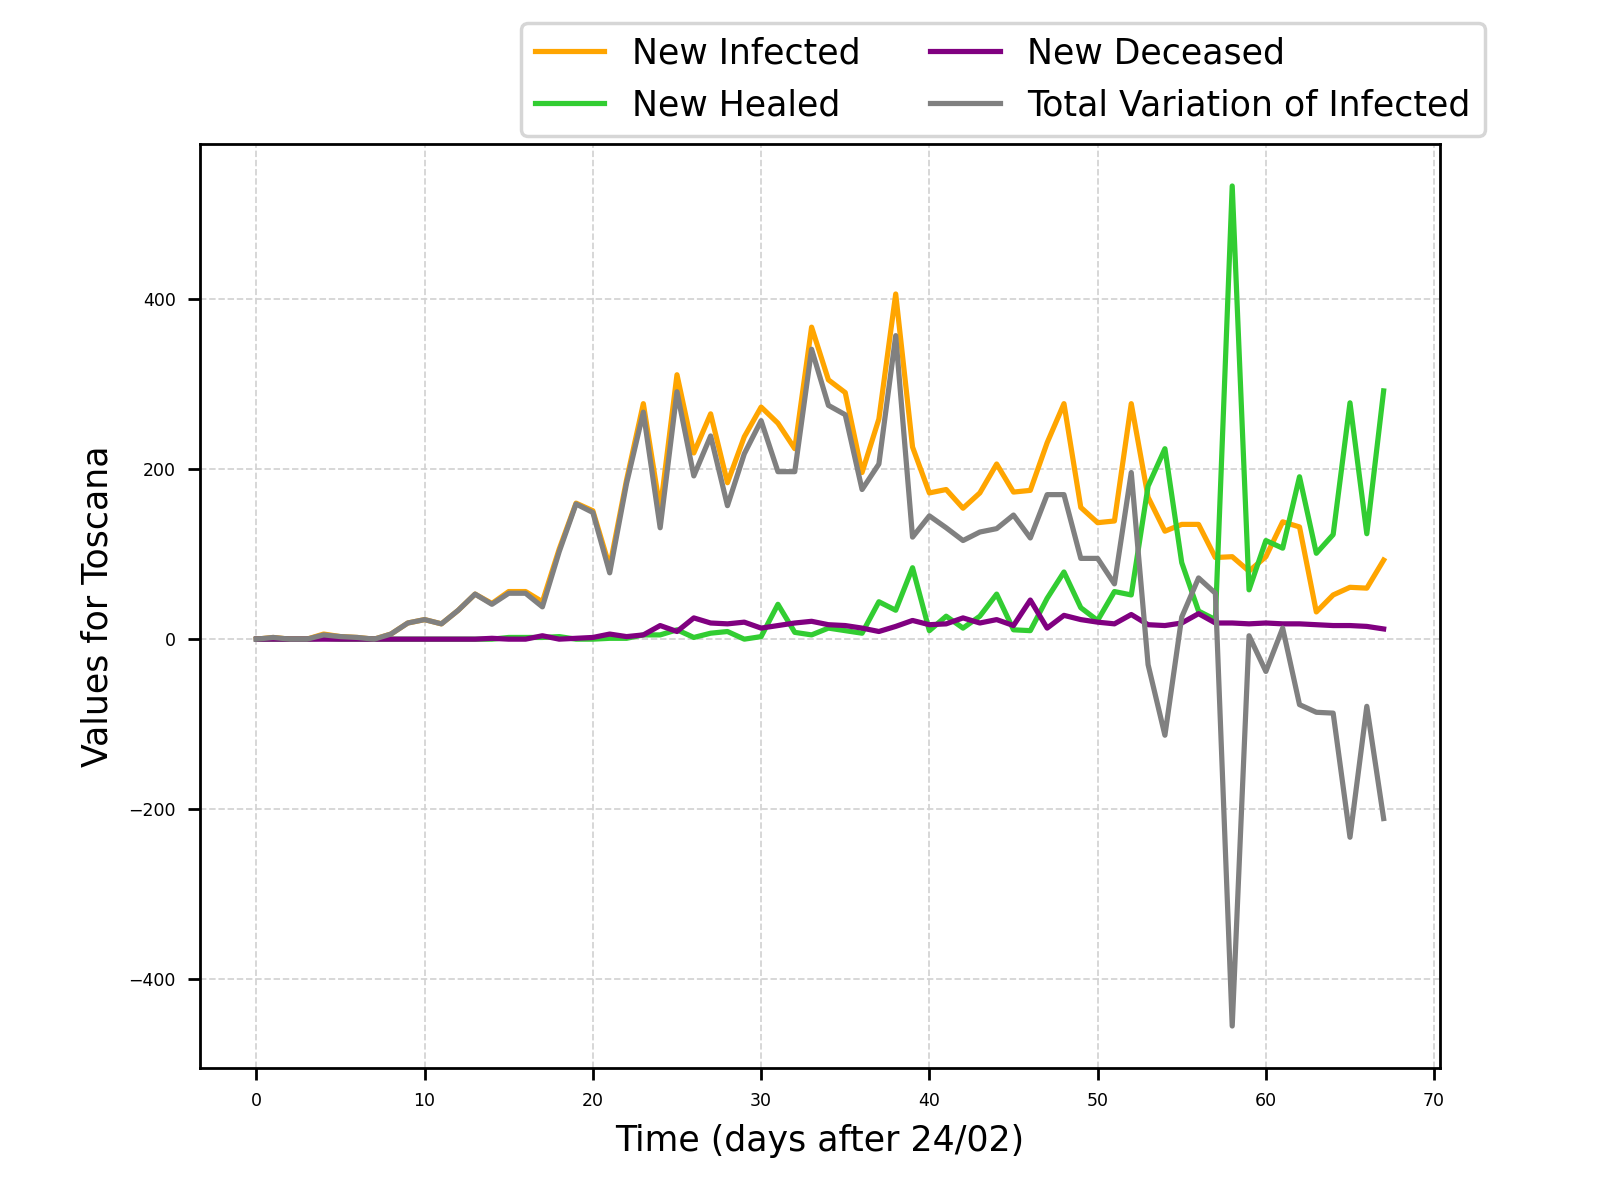 New Infected
New Healed
New Deceased
Total Variation of Infected
400
200
0
−200
−400
Values for Toscana
0 10 20 30 40 50 60 70
Time (days after 24/02)